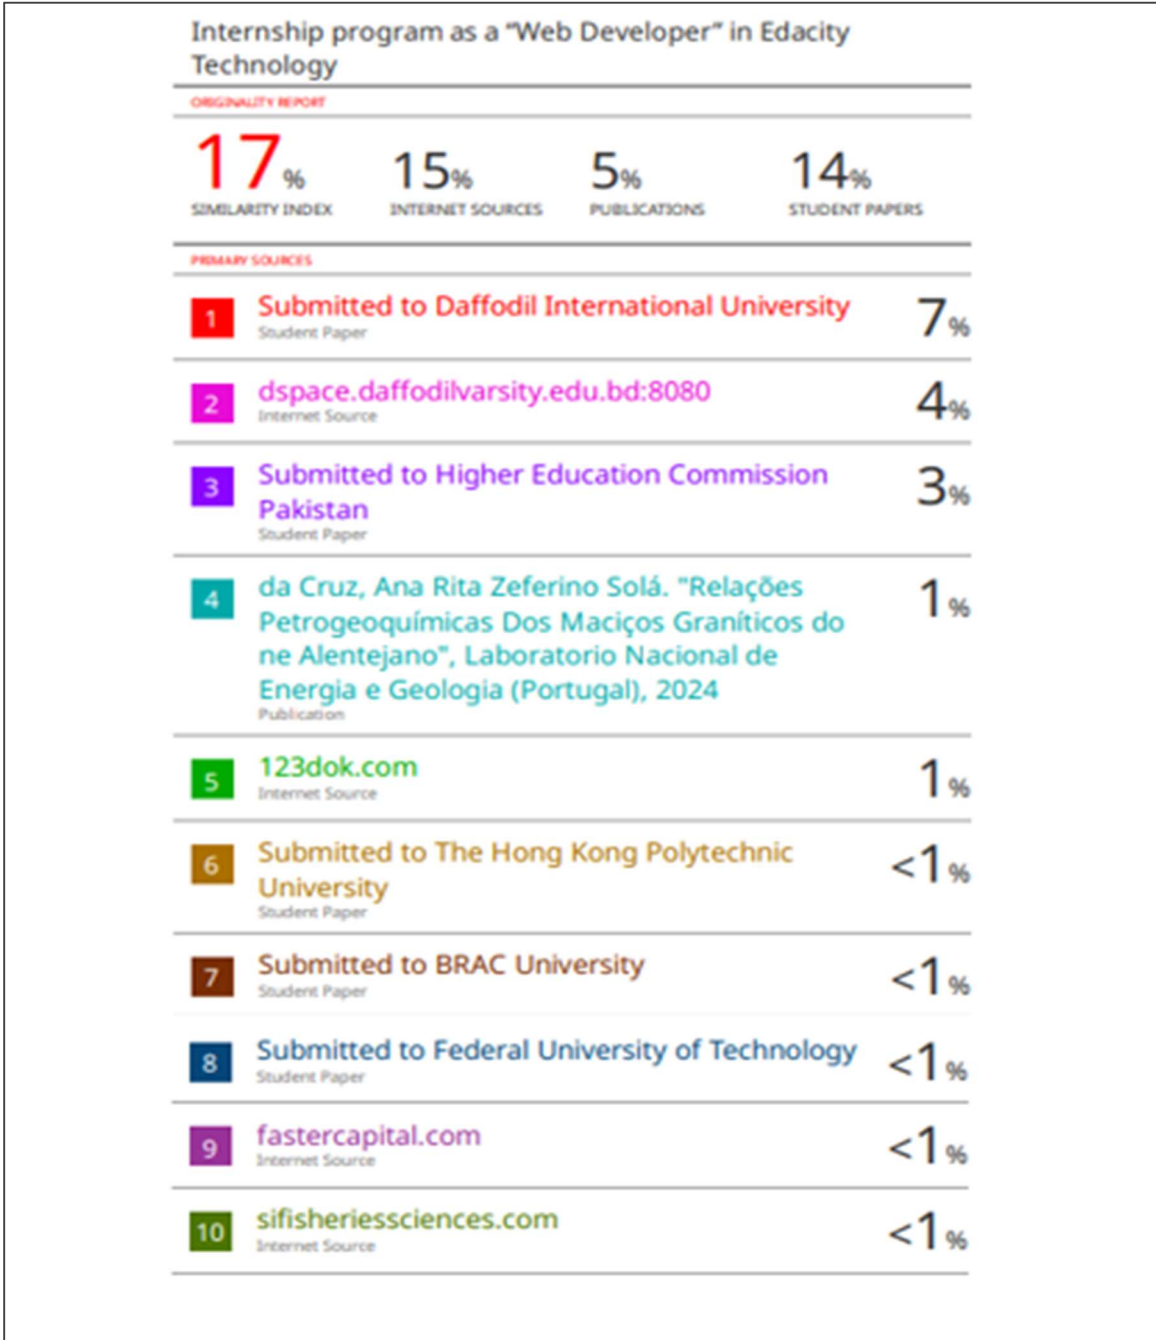 Internship program as a “Web Developer” in Edacity
Technology
ORIGINALITY REPORT
17%
SIMILARITY INDEX
15%
INTERNET SOURCES
5%
PUBLICATIONS
14%
STUDENT PAPERS
PRIMARY SOURCES
1
Submitted to Daffodil International University
Student Paper
7%
2
dspace.daffodilvarsity.edu.bd:8080
Internet Source
4%
3
Submitted to Higher Education Commission
Pakistan
Student Paper
3%
4
da Cruz, Ana Rita Zeferino Solá. "Relações
Petrogeoquímicas Dos Maciços Graníticos do
ne Alentejano", Laboratorio Nacional de
Energia e Geologia (Portugal), 2024
Publication
1%
5
123dok.com
Internet Source
1%
6
Submitted to The Hong Kong Polytechnic
University
Student Paper
<1%
7
Submitted to BRAC University
Student Paper
<1%
8
Submitted to Federal University of Technology
Student Paper
<1%
9
fastercapital.com
Internet Source
<1%
10
sifisheriessciences.com
Internet Source
<1%